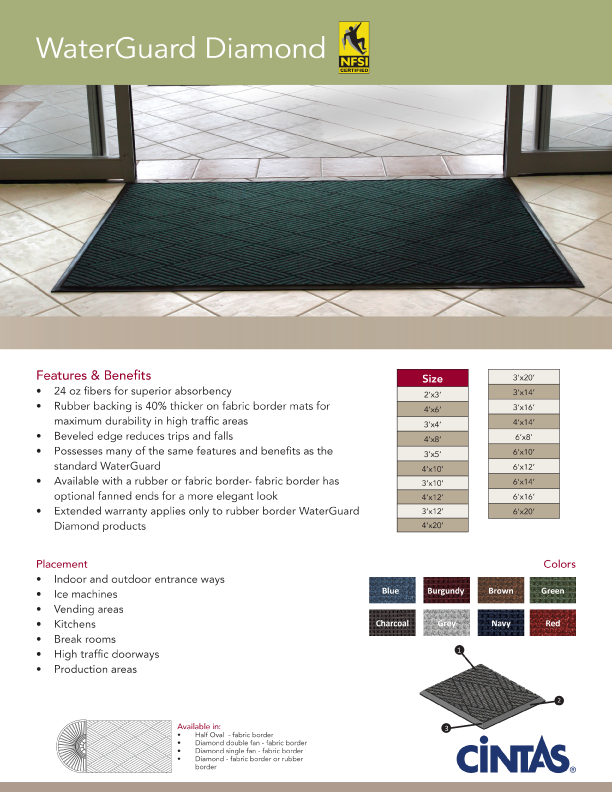 WaterGuard Diamond
NFSI
CERTIFIED
Features & Benefits
• 24 oz fibers for superior absorbency
• Rubber backing is 40% thicker on fabric border mats for
maximum durability in high traffic areas
• Beveled edge reduces trips and falls
• Possesses many of the same features and benefits as the
standard WaterGuard
• Available with a rubber or fabric border- fabric border has
optional fanned ends for a more elegant look
• Extended warranty applies only to rubber border WaterGuard
Diamond products
Size
2'x3'
4'x6'
3'x4'
4'x8'
3'x5'
4'x10'
3'x10'
4'x12'
3'x12'
4'x20'
3'x20'
3'x14'
3'x16'
4'x14'
6'x8'
6'x10'
6'x12'
6'x14'
6'x16'
6'x20'
Placement
• Indoor and outdoor entrance ways
• Ice machines
• Vending areas
• Kitchens
• Break rooms
• High traffic doorways
• Production areas
Colors
Blue Burgundy Brown Green
Charcoal Grey Navy Red
1
2
3
Available in:
• Half Oval - fabric border
• Diamond double fan - fabric border
• Diamond single fan - fabric border
• Diamond - fabric border or rubber
border
CINTAS®